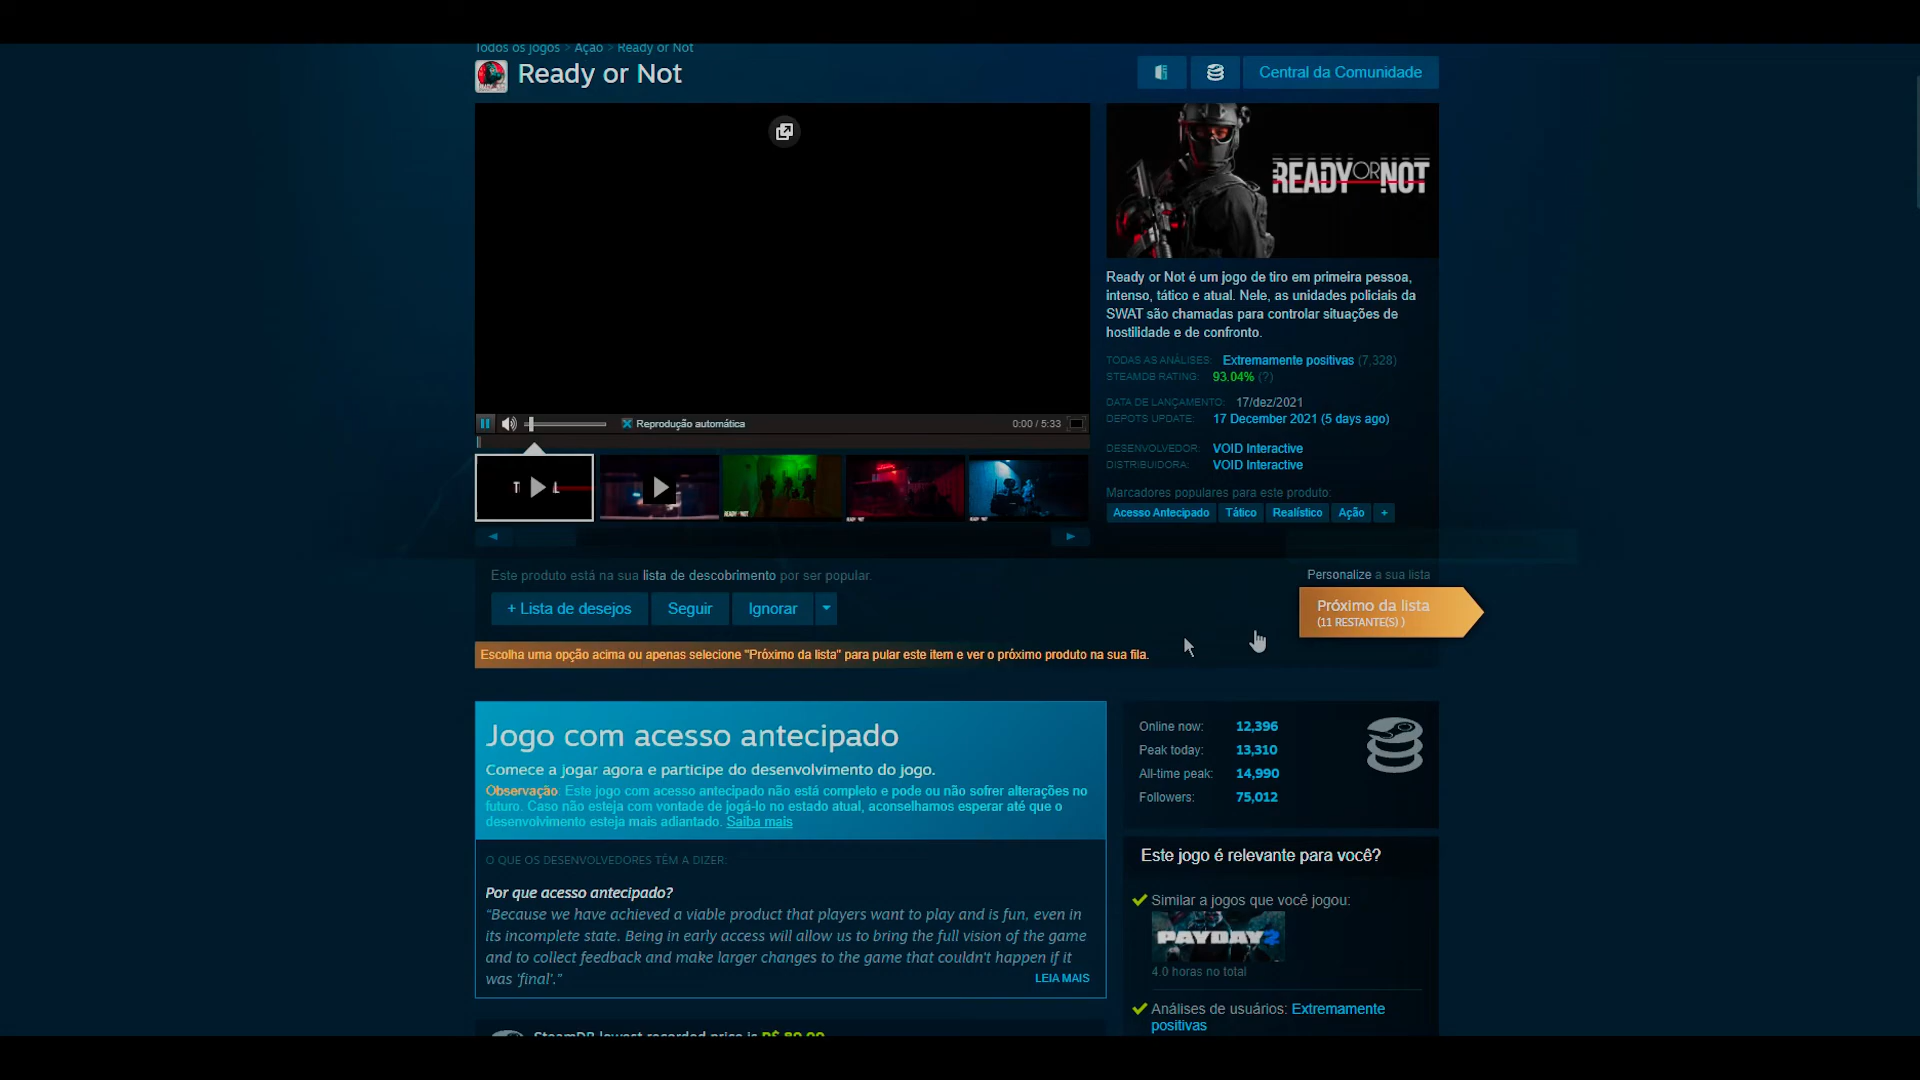 Todos os jogos > Ação > Ready or Not
Ready or Not
Central da Comunidade
READY OR NOT
Ready or Not é um jogo de tiro em primeira pessoa,
intenso, tático e atual. Nele, as unidades policiais da
SWAT são chamadas para controlar situações de
hostilidade e de confronto.
TODAS AS ANÁLISES: Extremamente positivas (7,328)
STEAMDB RATING: 93.04% (?)
DATA DE LANÇAMENTO: 17/dez/2021
DEPOTS UPDATE: 17 December 2021 (5 days ago)
DESENVOLVEDOR: VOID Interactive
DISTRIBUIDORA: VOID Interactive
Marcadores populares para este produto:
Acesso Antecipado Tático Realístico Ação +
Reprodução automática
0:00 / 5:33
Este produto está na sua lista de descobrimento por ser popular.
+ Lista de desejos Seguir Ignorar
Personalize a sua lista
Próximo da lista
(11 RESTANTE(S) )
Escolha uma opção acima ou apenas selecione "Próximo da lista" para pular este item e ver o próximo produto na sua fila.
Jogo com acesso antecipado
Comece a jogar agora e participe do desenvolvimento do jogo.
Observação: Este jogo com acesso antecipado não está completo e pode ou não sofrer alterações no
futuro. Caso não esteja com vontade de jogá-lo no estado atual, aconselhamos esperar até que o
desenvolvimento esteja mais adiantado. Saiba mais
O QUE OS DESENVOLVEDORES TÊM A DIZER:
Por que acesso antecipado?
“Because we have achieved a viable product that players want to play and is fun, even in
its incomplete state. Being in early access will allow us to bring the full vision of the game
and to collect feedback and make larger changes to the game that couldn't happen if it
was 'final'.”
LEIA MAIS
SteamDB lowest recorded price is R$ 80,00
Online now: 12,396
Peak today: 13,310
All-time peak: 14,990
Followers: 75,012
Este jogo é relevante para você?
Similar a jogos que você jogou:
PAYDAY 2
4.0 horas no total
Análises de usuários: Extremamente
positivas